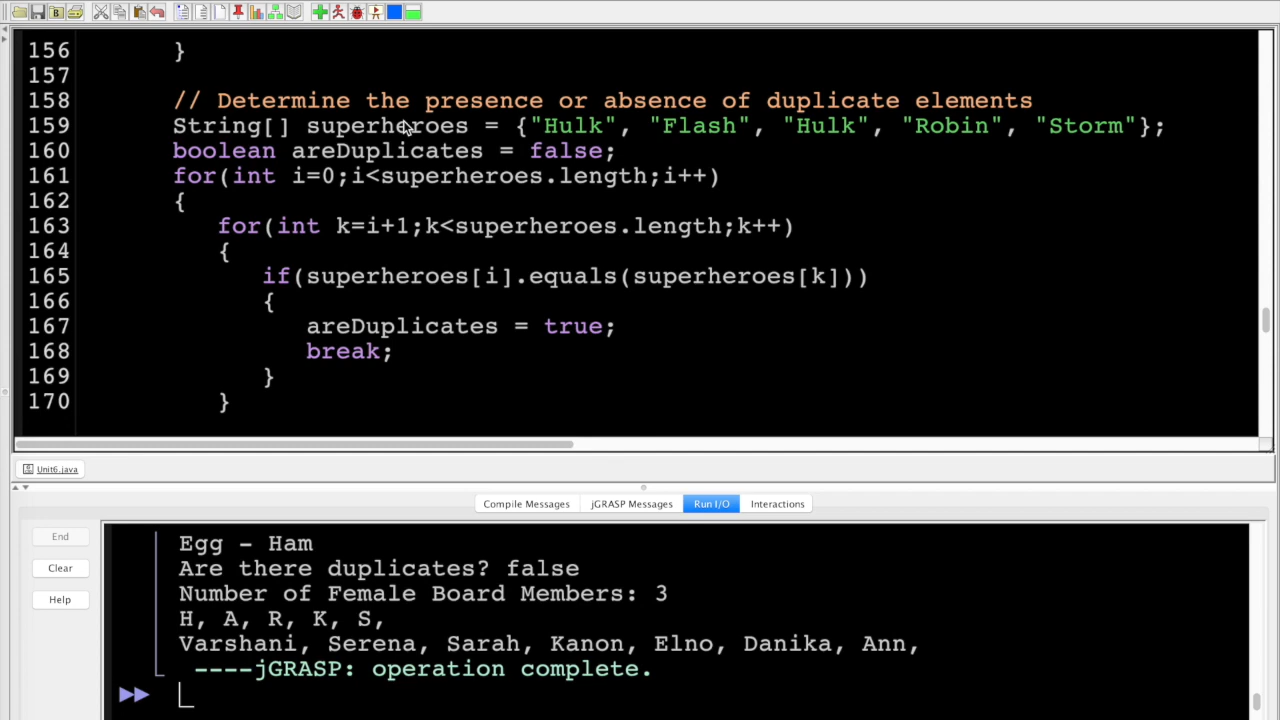 156 }
157
158 // Determine the presence or absence of duplicate elements
159 String[] superheroes = {"Hulk", "Flash", "Hulk", "Robin", "Storm"};
160 boolean areDuplicates = false;
161 for(int i=0;i<superheroes.length;i++)
162 {
163 for(int k=i+1;k<superheroes.length;k++)
164 {
165 if(superheroes[i].equals(superheroes[k]))
166 {
167 areDuplicates = true;
168 break;
169 }
170 }
Unit6.java
Compile Messages jGRASP Messages Run I/O Interactions
End
Clear
Help
Egg - Ham
Are there duplicates? false
Number of Female Board Members: 3
H, A, R, K, S,
Varshani, Serena, Sarah, Kanon, Elno, Danika, Ann,
----jGRASP: operation complete.